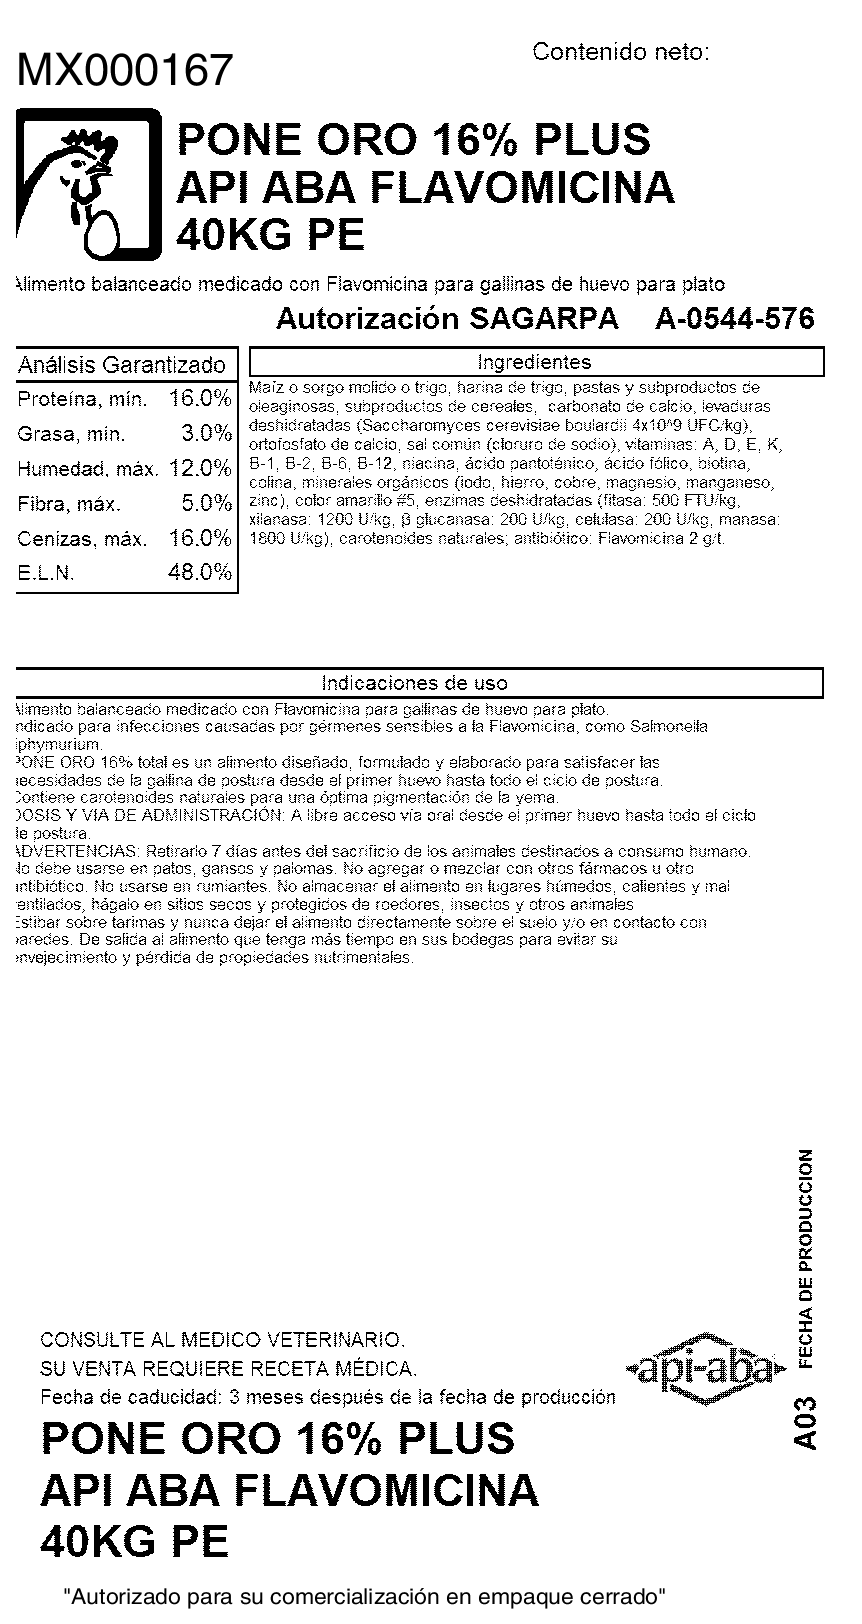 Contenido neto:
MX000167
PONE ORO 16% PLUS
API ABA FLAVOMICINA
40KG PE
Alimento balanceado medicado con Flavomicina para gallinas de huevo para plato
Autorización SAGARPA A-0544-576
Análisis Garantizado
Proteína, mín. 16.0%
Grasa, mín. 3.0%
Humedad, máx. 12.0%
Fibra, máx. 5.0%
Cenizas, máx. 16.0%
E.L.N. 48.0%
Ingredientes
Maíz o sorgo molido o trigo, harina de trigo, pastas y subproductos de
oleaginosas, subproductos de cereales, carbonato de calcio, levaduras
deshidratadas (Saccharomyces cerevisiae boulardii 4x10^9 UFC/kg),
ortofosfato de calcio, sal común (cloruro de sodio), vitaminas: A, D, E, K,
B-1, B-2, B-6, B-12, niacina, ácido pantoténico, ácido fólico, biotina,
colina, minerales orgánicos (iodo, hierro, cobre, magnesio, manganeso,
zinc), color amarillo #5, enzimas deshidratadas (fitasa: 500 FTU/kg,
xilanasa: 1200 U/kg, β glucanasa: 200 U/kg, celulasa: 200 U/kg, manasa:
1800 U/kg), carotenoides naturales; antibiótico: Flavomicina 2 g/t.
Indicaciones de uso
Alimento balanceado medicado con Flavomicina para gallinas de huevo para plato.
ndicado para infecciones causadas por gérmenes sensibles a la Flavomicina, como Salmonella
iphymurium.
PONE ORO 16% total es un alimento diseñado, formulado y elaborado para satisfacer las
necesidades de la gallina de postura desde el primer huevo hasta todo el ciclo de postura.
Contiene carotenoides naturales para una óptima pigmentación de la yema.
DOSIS Y VIA DE ADMINISTRACIÓN: A libre acceso vía oral desde el primer huevo hasta todo el ciclo
de postura.
ADVERTENCIAS: Retirarlo 7 días antes del sacrificio de los animales destinados a consumo humano.
No debe usarse en patos, gansos y palomas. No agregar o mezclar con otros fármacos u otro
antibiótico. No usarse en rumiantes. No almacenar el alimento en lugares húmedos, calientes y mal
ventilados, hágalo en sitios secos y protegidos de roedores, insectos y otros animales
Estibar sobre tarimas y nunca dejar el alimento directamente sobre el suelo y/o en contacto con
paredes. De salida al alimento que tenga más tiempo en sus bodegas para evitar su
envejecimiento y pérdida de propiedades nutrimentales.
A03 FECHA DE PRODUCCION
CONSULTE AL MEDICO VETERINARIO.
SU VENTA REQUIERE RECETA MÉDICA.
Fecha de caducidad: 3 meses después de la fecha de producción
api-aba
PONE ORO 16% PLUS
API ABA FLAVOMICINA
40KG PE
"Autorizado para su comercialización en empaque cerrado"